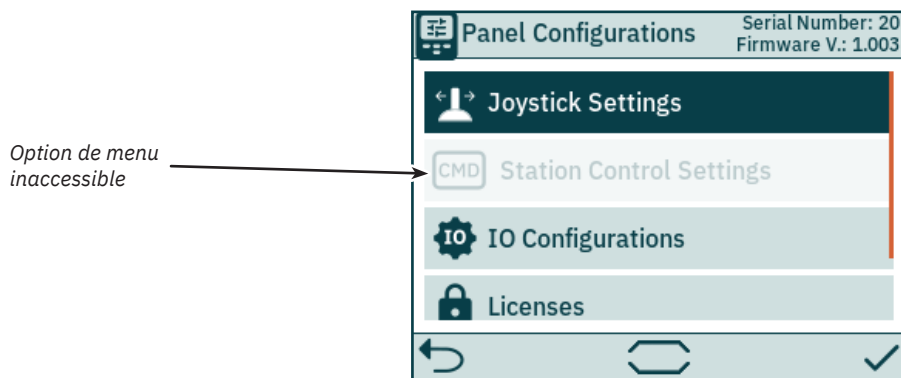 Panel Configurations
Serial Number: 20
Firmware V.: 1.003
Joystick Settings
Option de menu
inaccessible
CMD Station Control Settings
IO IO Configurations
Licenses